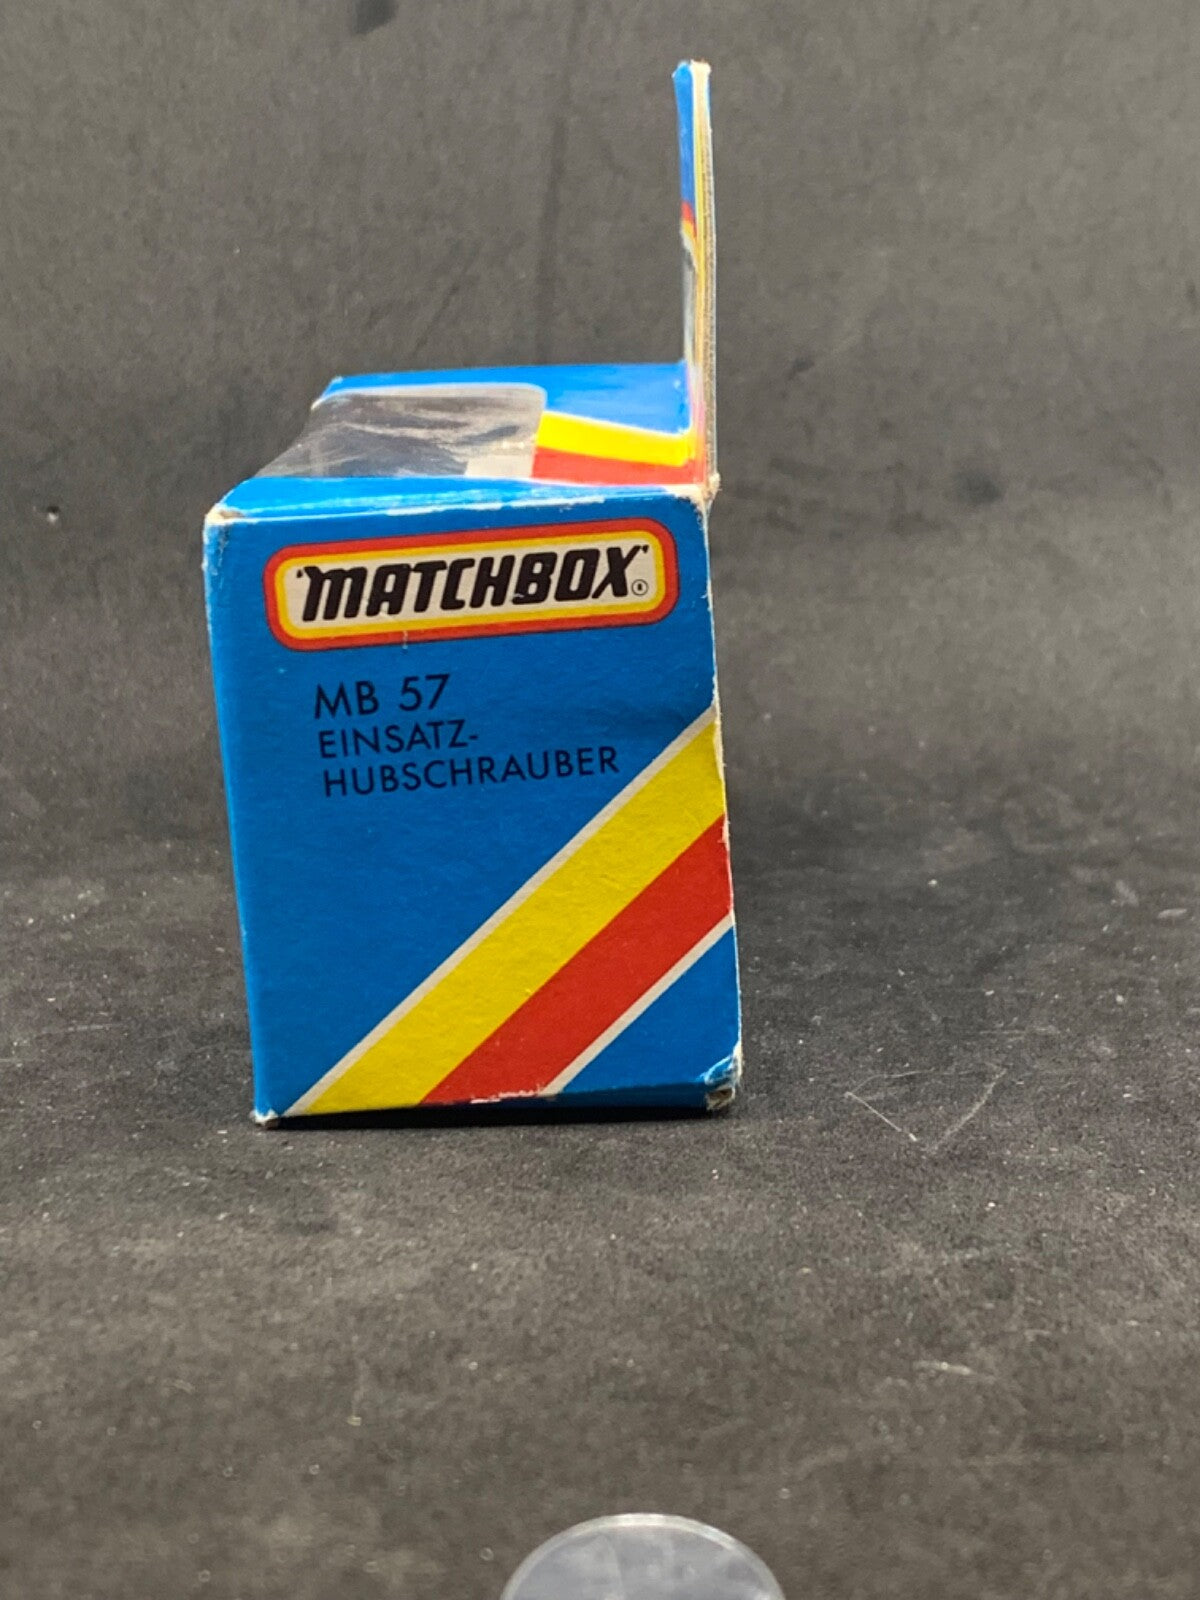 'MATCHBOX'®
MB 57
EINSATZ-
HUBSCHRAUBER